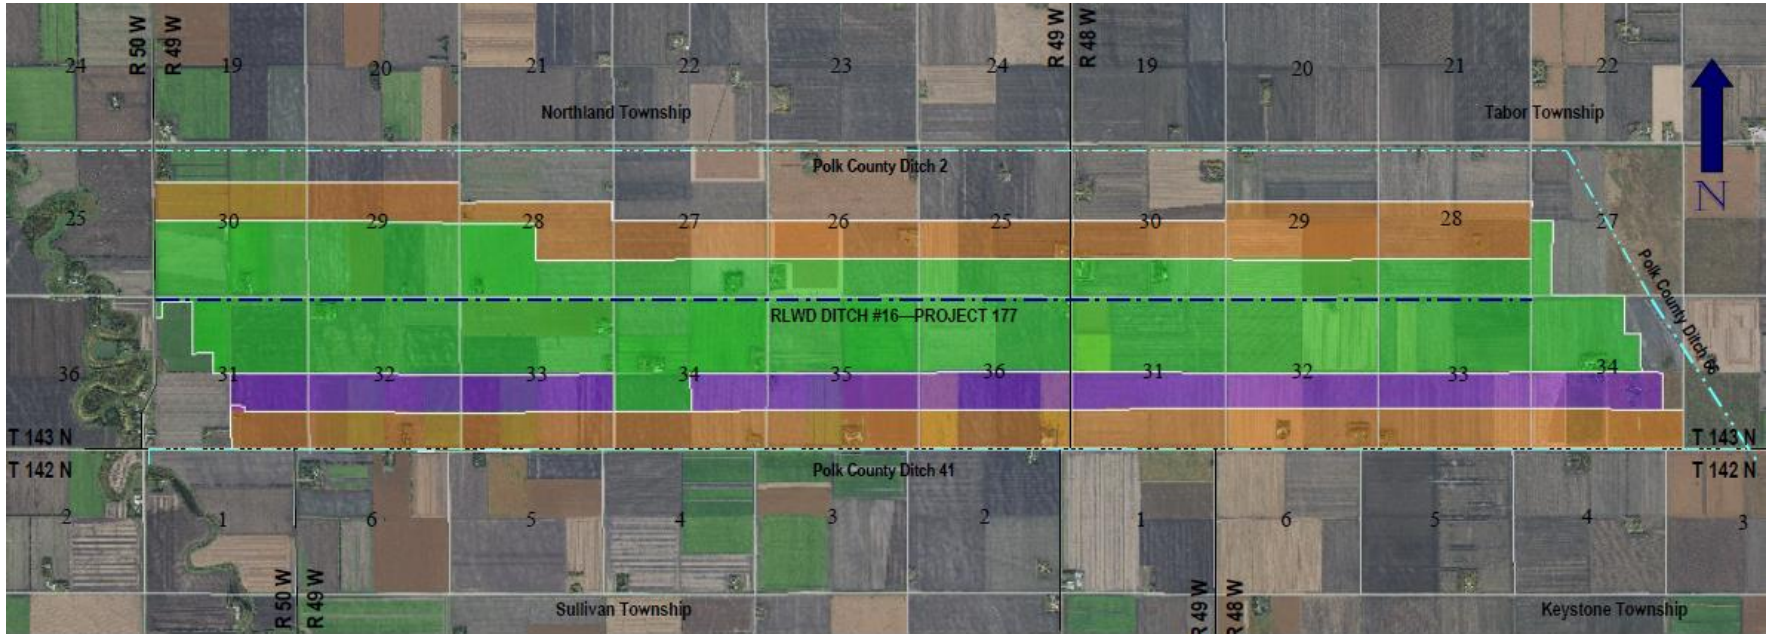 R 50 W
R 49 W
R 49 W
R 48 W
24
19
20
21
22
23
24
19
20
21
22
Northland Township
Tabor Township
Polk County Ditch 2
N
25
30
29
28
27
26
25
30
29
28
27
Polk County Ditch 66
RLWD DITCH #16—PROJECT 177
36
31
32
33
34
35
36
31
32
33
34
T 143 N
T 143 N
T 142 N
Polk County Ditch 41
T 142 N
2
1
6
5
4
3
2
1
6
5
4
3
R 50 W
R 49 W
R 49 W
R 48 W
Sullivan Township
Keystone Township